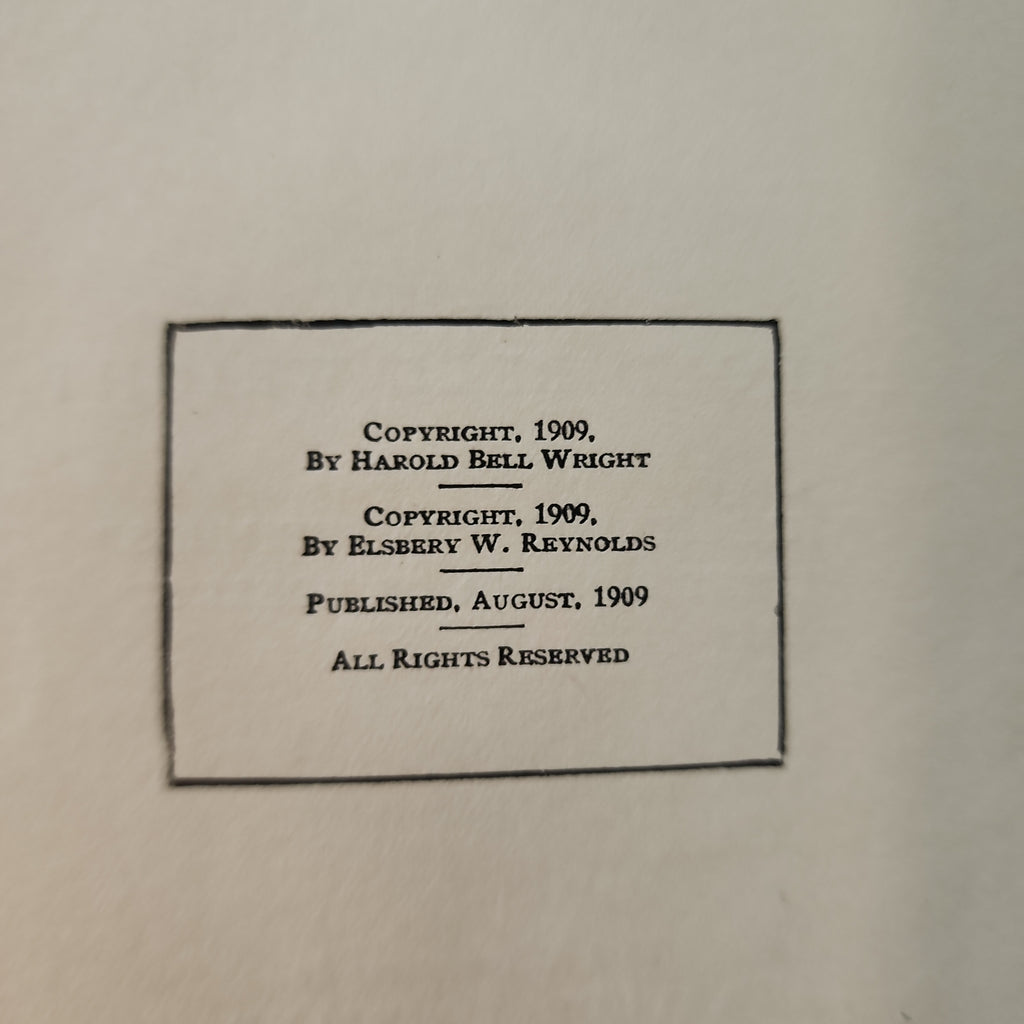 Copyright, 1909,
By Harold Bell Wright
Copyright, 1909,
By Elsbery W. Reynolds
Published, August, 1909
All Rights Reserved